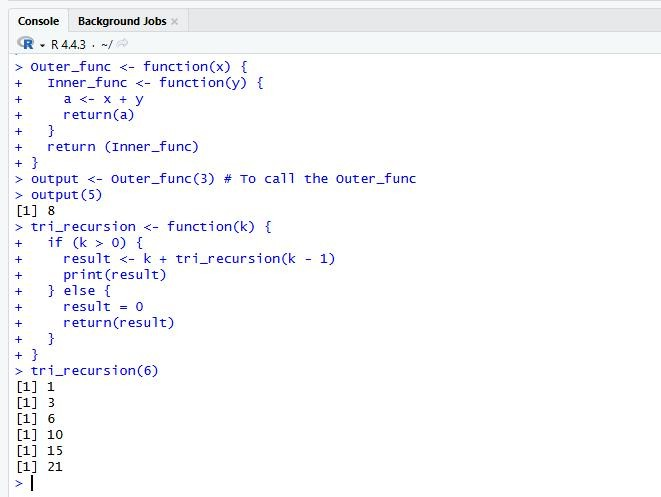 Console Background Jobs ×
R R 4.4.3 · ~/
> Outer_func <- function(x) {
+   Inner_func <- function(y) {
+     a <- x + y
+     return(a)
+   }
+   return (Inner_func)
+ }
> output <- Outer_func(3) # To call the Outer_func
> output(5)
[1] 8
> tri_recursion <- function(k) {
+   if (k > 0) {
+     result <- k + tri_recursion(k - 1)
+     print(result)
+   } else {
+     result = 0
+     return(result)
+   }
+ }
> tri_recursion(6)
[1] 1
[1] 3
[1] 6
[1] 10
[1] 15
[1] 21
>